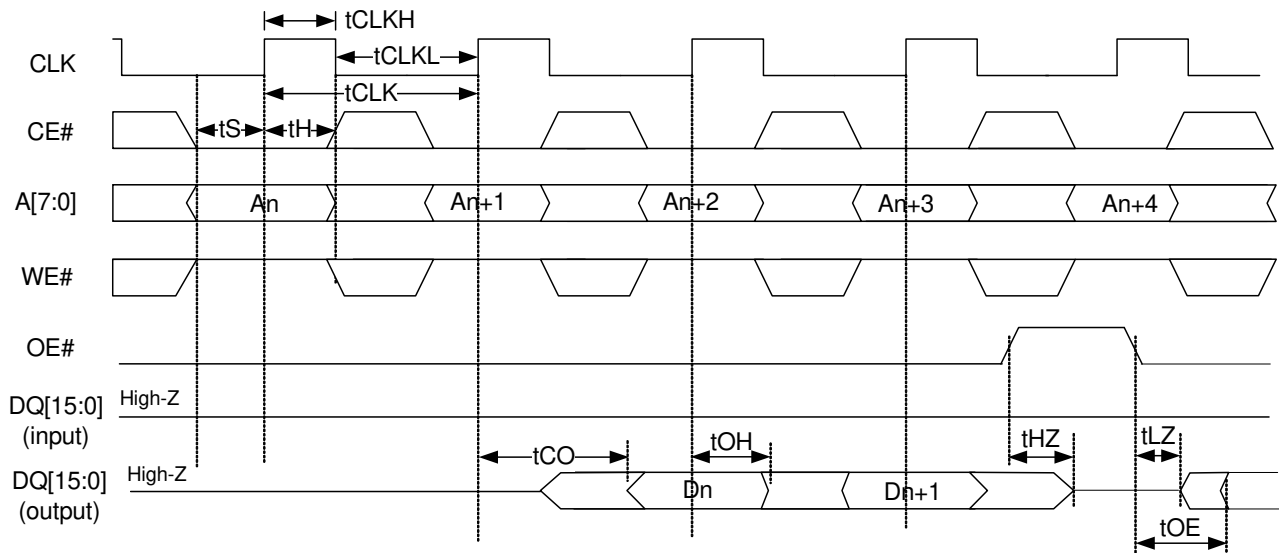 tCLKH
CLK
tCLKL
tCLK
CE#
tS
tH
A[7:0]
An
An+1
An+2
An+3
An+4
WE#
OE#
DQ[15:0]
(input)
High-Z
tCO
tOH
tHZ
tLZ
DQ[15:0]
(output)
High-Z
Dn
Dn+1
tOE